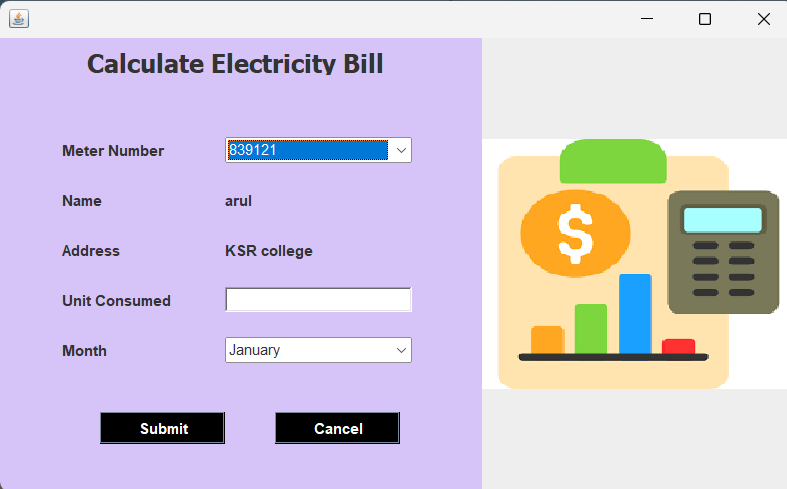 Calculate Electricity Bill
Meter Number 839121
Name arul
Address KSR college
Unit Consumed
Month January
Submit Cancel
$